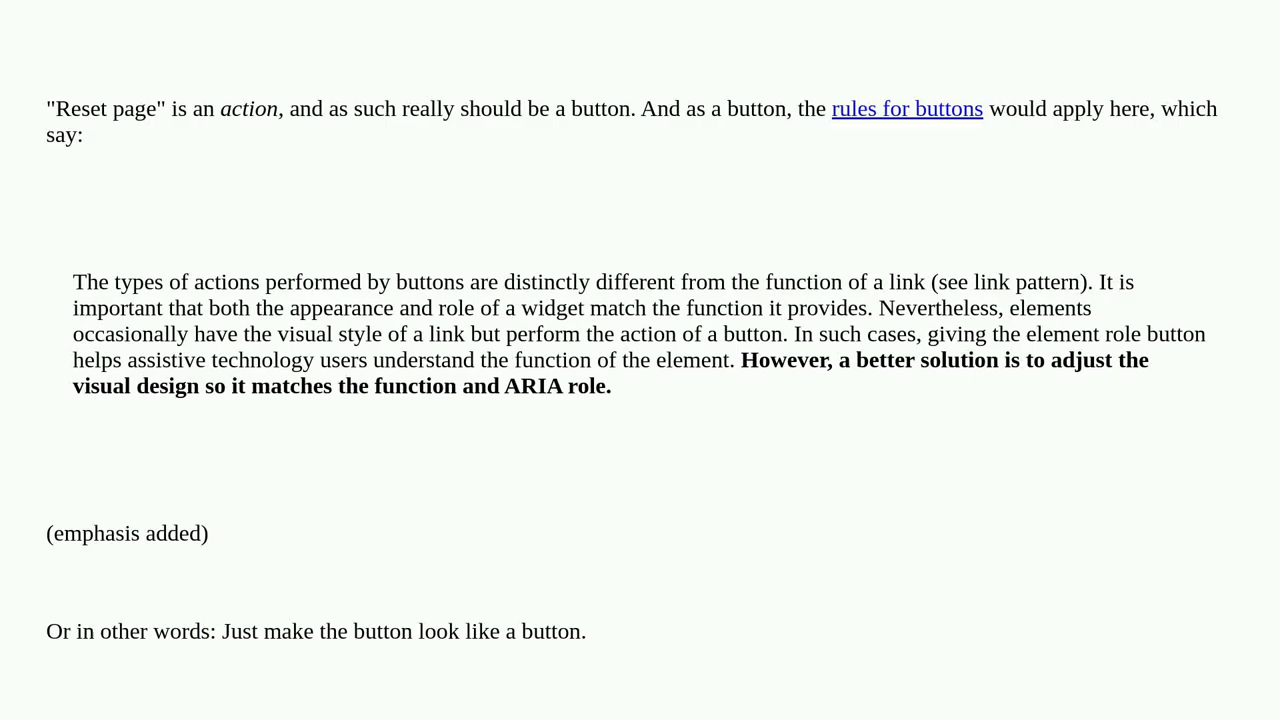 "Reset page" is an action, and as such really should be a button. And as a button, the rules for buttons would apply here, which
say:
The types of actions performed by buttons are distinctly different from the function of a link (see link pattern). It is
important that both the appearance and role of a widget match the function it provides. Nevertheless, elements
occasionally have the visual style of a link but perform the action of a button. In such cases, giving the element role button
helps assistive technology users understand the function of the element. However, a better solution is to adjust the
visual design so it matches the function and ARIA role.
(emphasis added)
Or in other words: Just make the button look like a button.